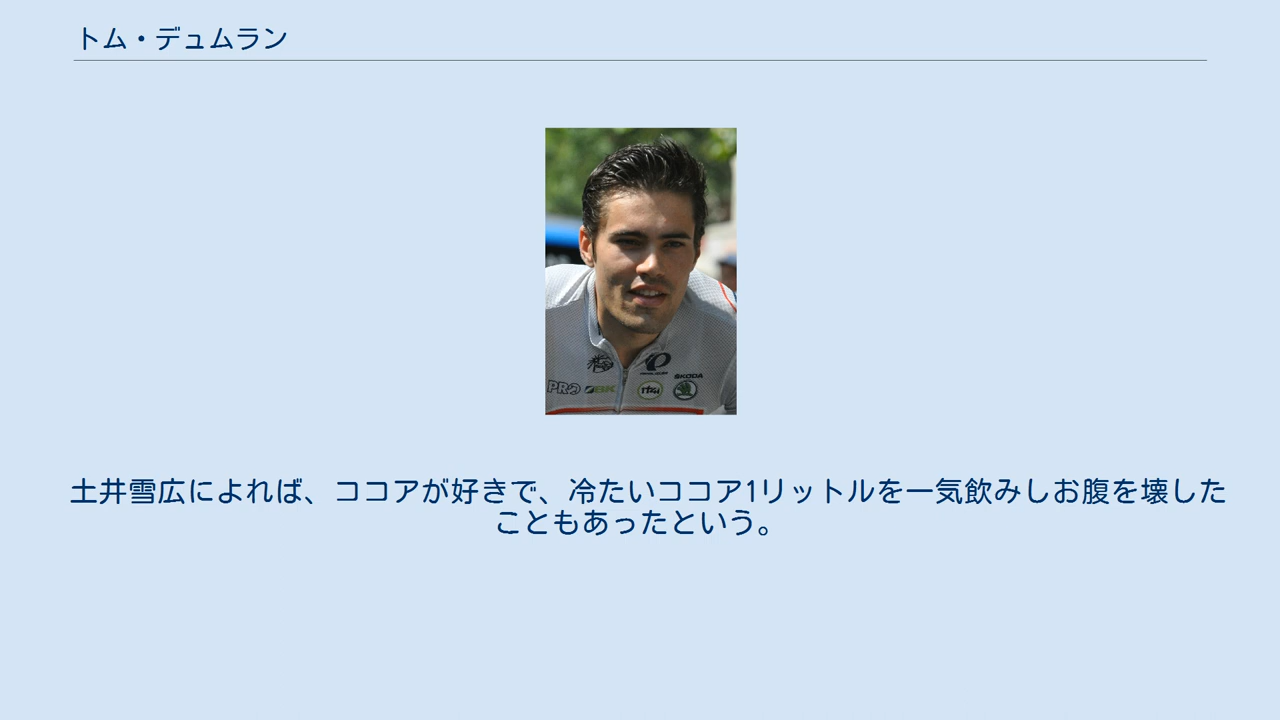 トム・デュムラン
PRO
ŠKODA
土井雪広によれば、ココアが好きで、冷たいココア1リットルを一気飲みしお腹を壊した
こともあったという。